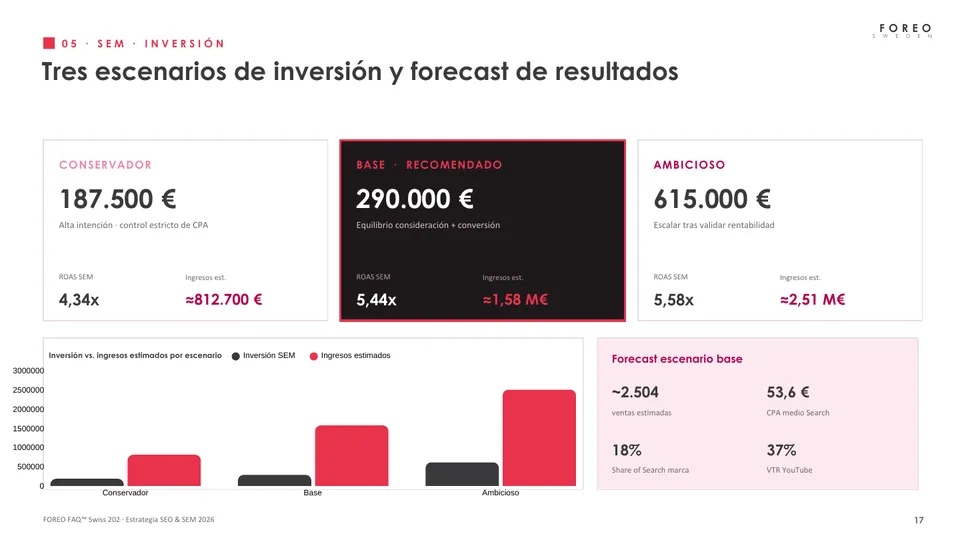 FOREO
SWEDEN
05 · SEM · INVERSIÓN
Tres escenarios de inversión y forecast de resultados
CONSERVADOR
187.500 €
Alta intención · control estricto de CPA
ROAS SEM
Ingresos est.
4,34x
≈812.700 €
BASE · RECOMENDADO
290.000 €
Equilibrio consideración + conversión
ROAS SEM
Ingresos est.
5,44x
≈1,58 M€
AMBICIOSO
615.000 €
Escalar tras validar rentabilidad
ROAS SEM
Ingresos est.
5,58x
≈2,51 M€
Inversión vs. ingresos estimados por escenario
Inversión SEM
Ingresos estimados
3000000
2500000
2000000
1500000
1000000
500000
0
Conservador
Base
Ambicioso
Forecast escenario base
~2.504
ventas estimadas
53,6 €
CPA medio Search
18%
Share of Search marca
37%
VTR YouTube
FOREO FAQ™ Swiss 202 · Estrategia SEO & SEM 2026
17